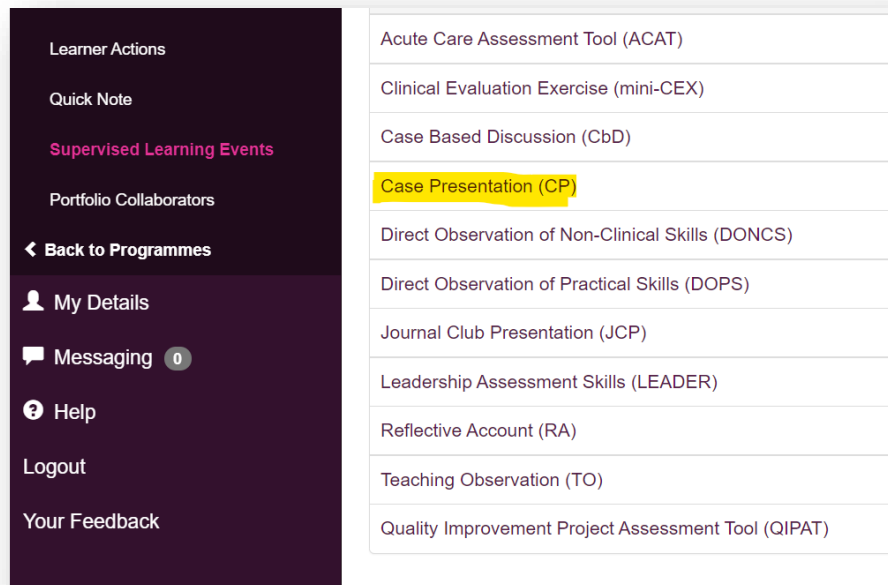 Learner Actions
Quick Note
Supervised Learning Events
Portfolio Collaborators
Back to Programmes
My Details
Messaging 0
Help
Logout
Your Feedback
Acute Care Assessment Tool (ACAT)
Clinical Evaluation Exercise (mini-CEX)
Case Based Discussion (CbD)
Case Presentation (CP)
Direct Observation of Non-Clinical Skills (DONCS)
Direct Observation of Practical Skills (DOPS)
Journal Club Presentation (JCP)
Leadership Assessment Skills (LEADER)
Reflective Account (RA)
Teaching Observation (TO)
Quality Improvement Project Assessment Tool (QIPAT)